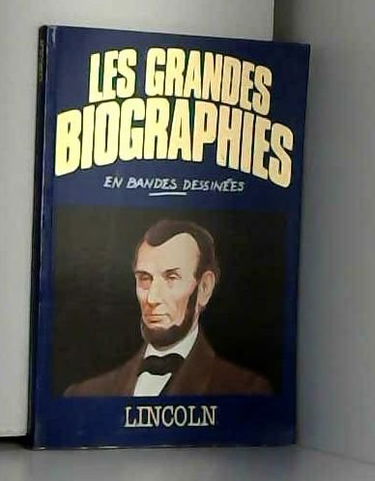 LES GRANDES
BIOGRAPHIES
EN BANDES DESSINÉES
LINCOLN